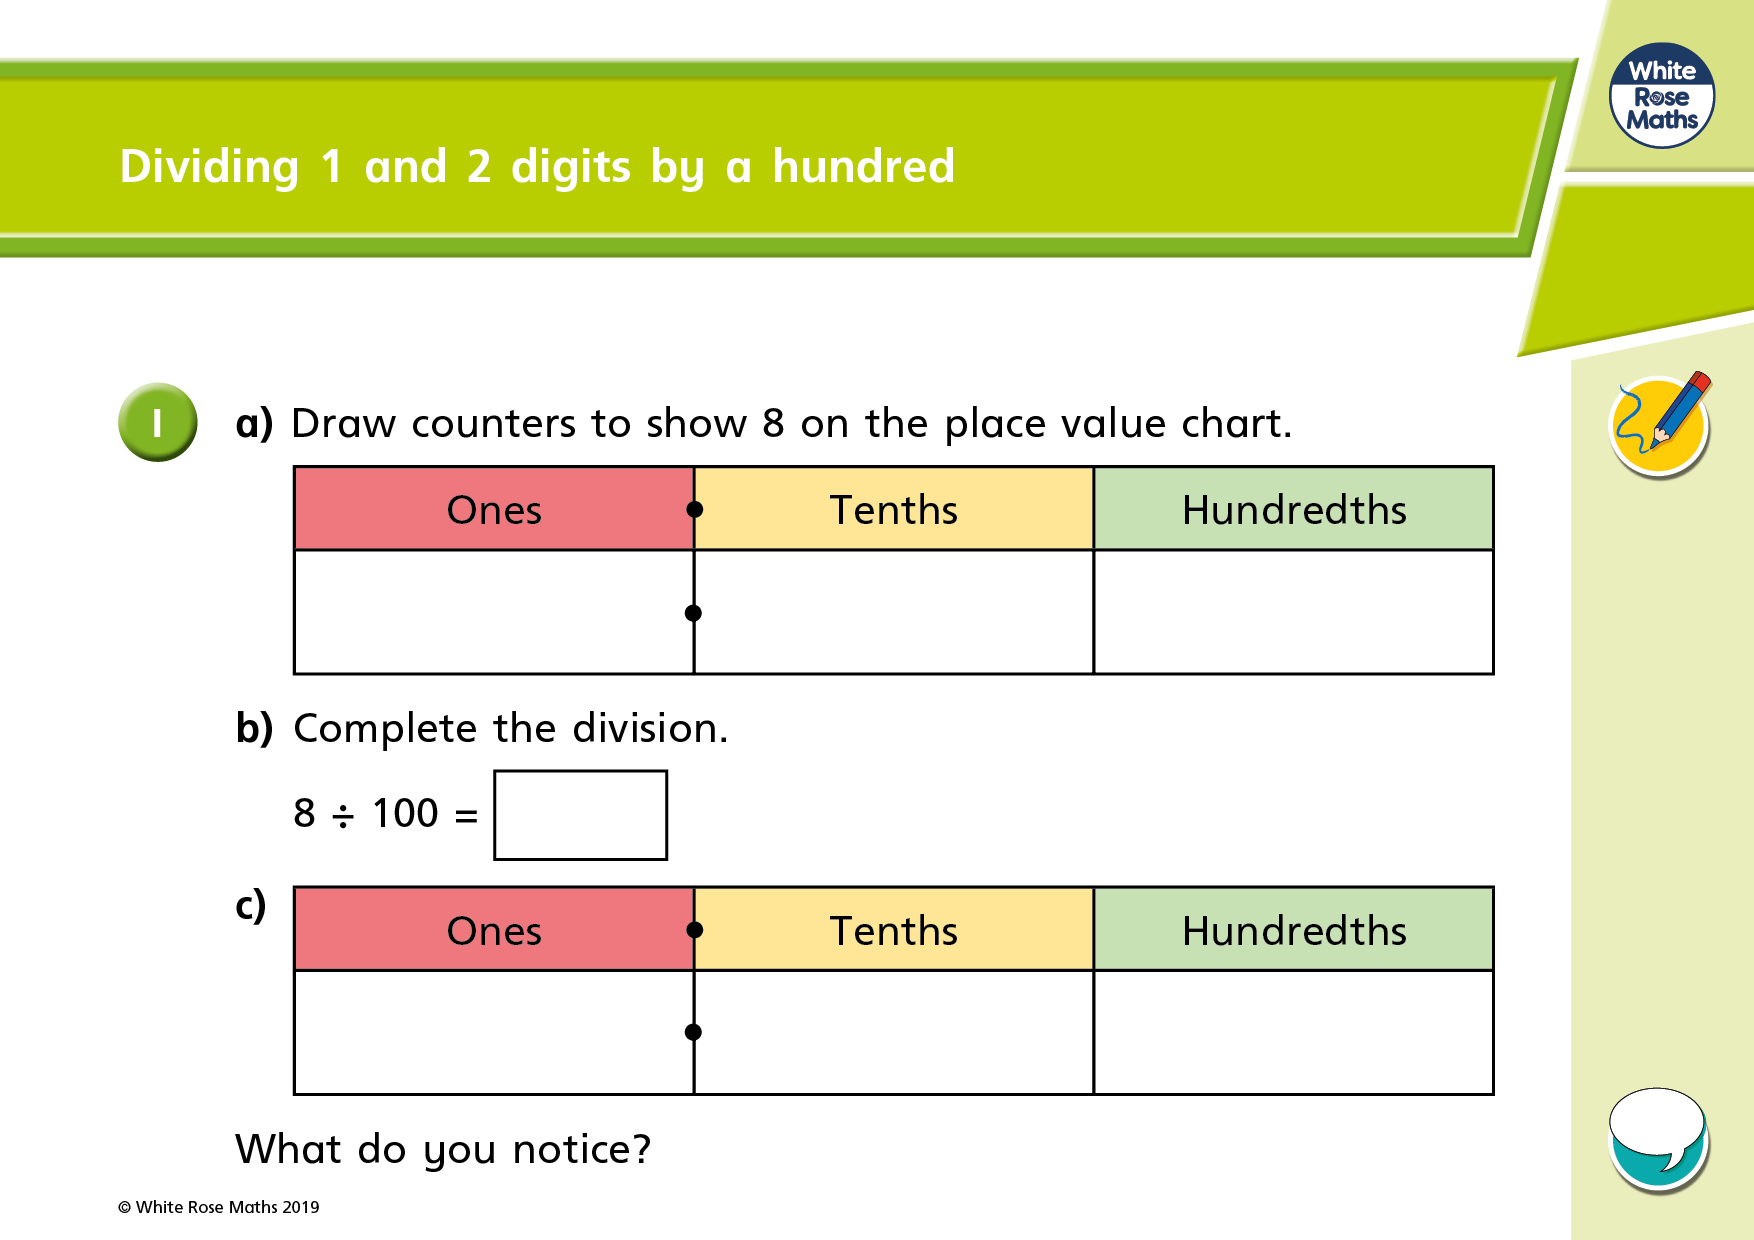 White
Rose
Maths
Dividing 1 and 2 digits by a hundred
1
a) Draw counters to show 8 on the place value chart.
Ones Tenths Hundredths
b) Complete the division.
8 ÷ 100 =
c)
Ones Tenths Hundredths
What do you notice?
© White Rose Maths 2019